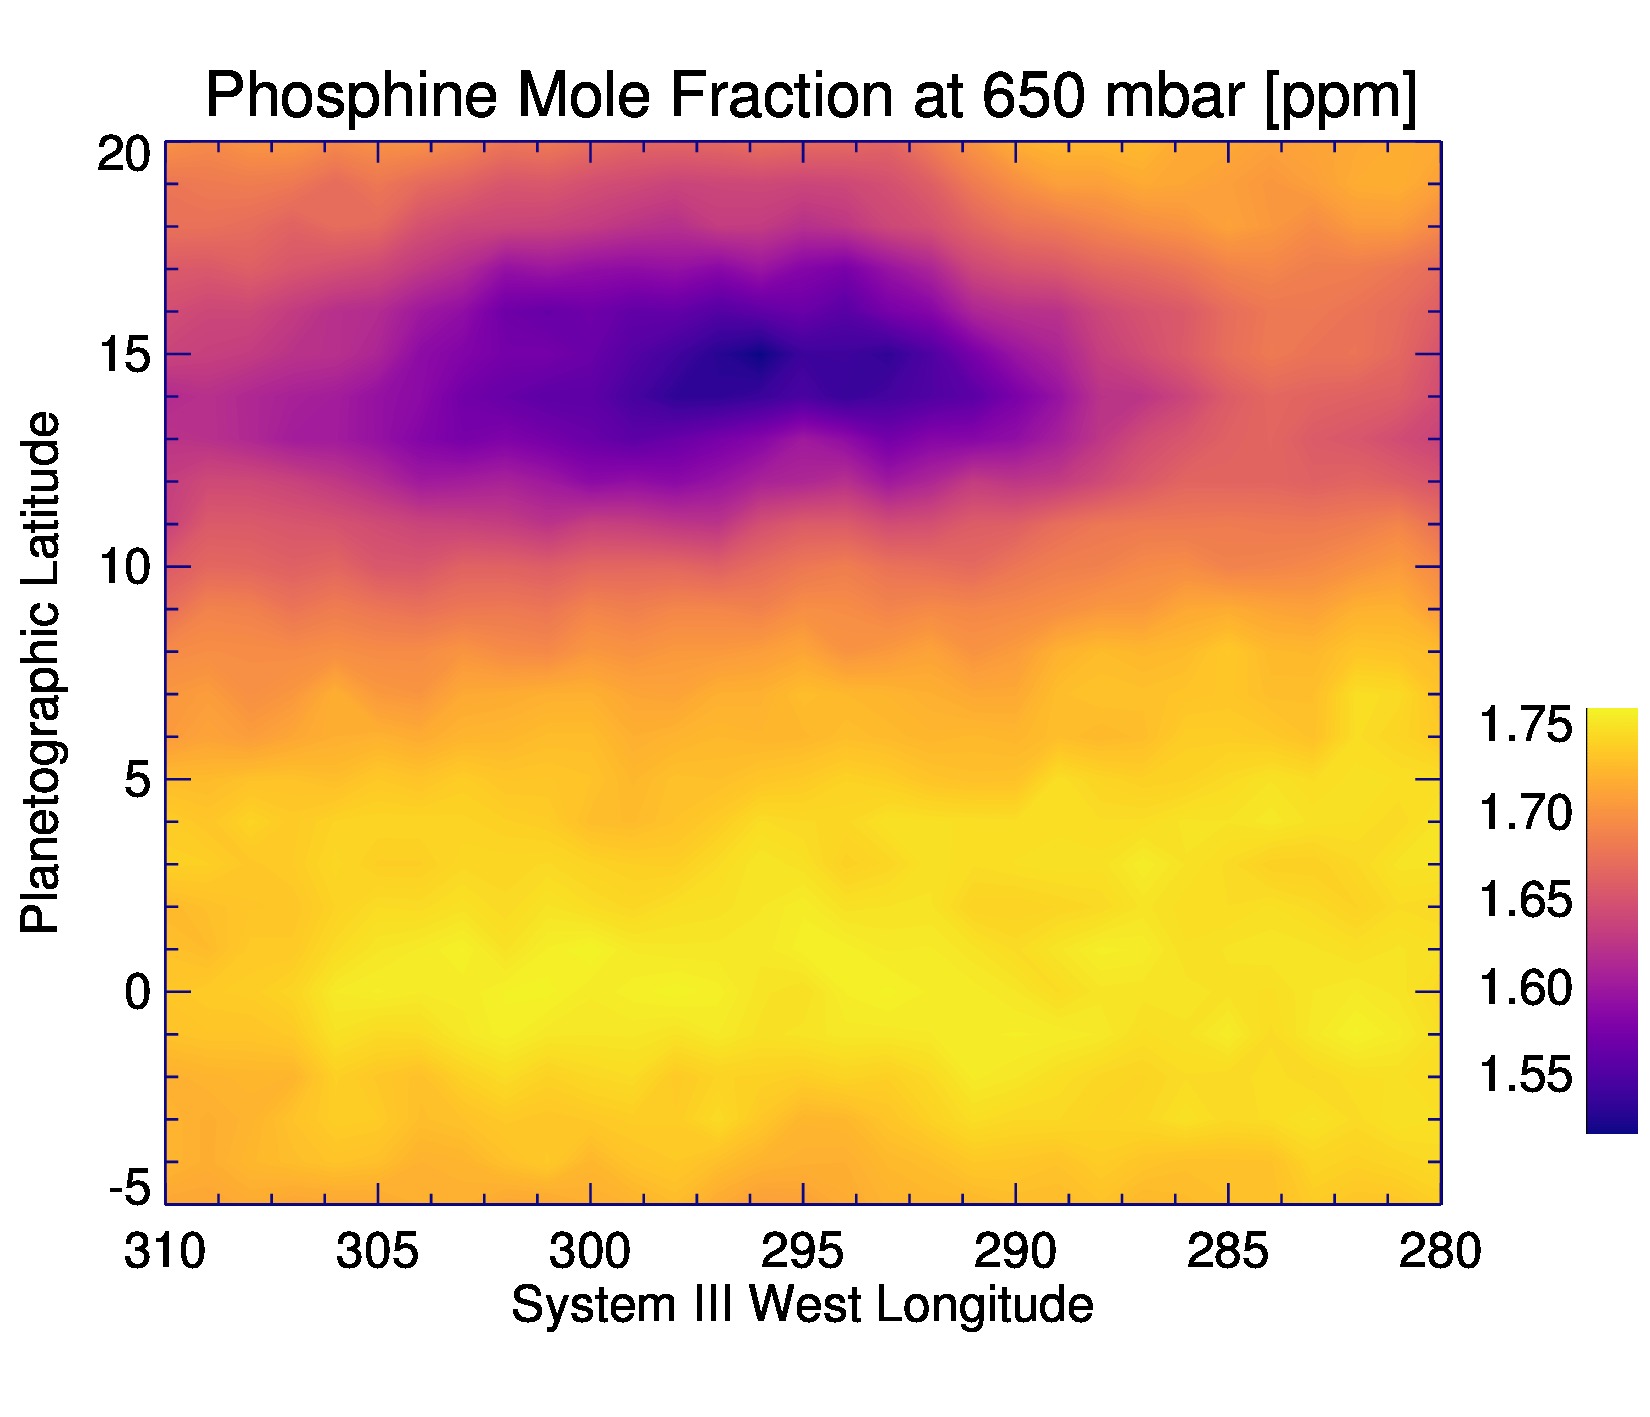 Phosphine Mole Fraction at 650 mbar [ppm]
20
15
10
5
0
-5
Planetographic Latitude
310 305 300 295 290 285 280
System III West Longitude
1.75
1.70
1.65
1.60
1.55